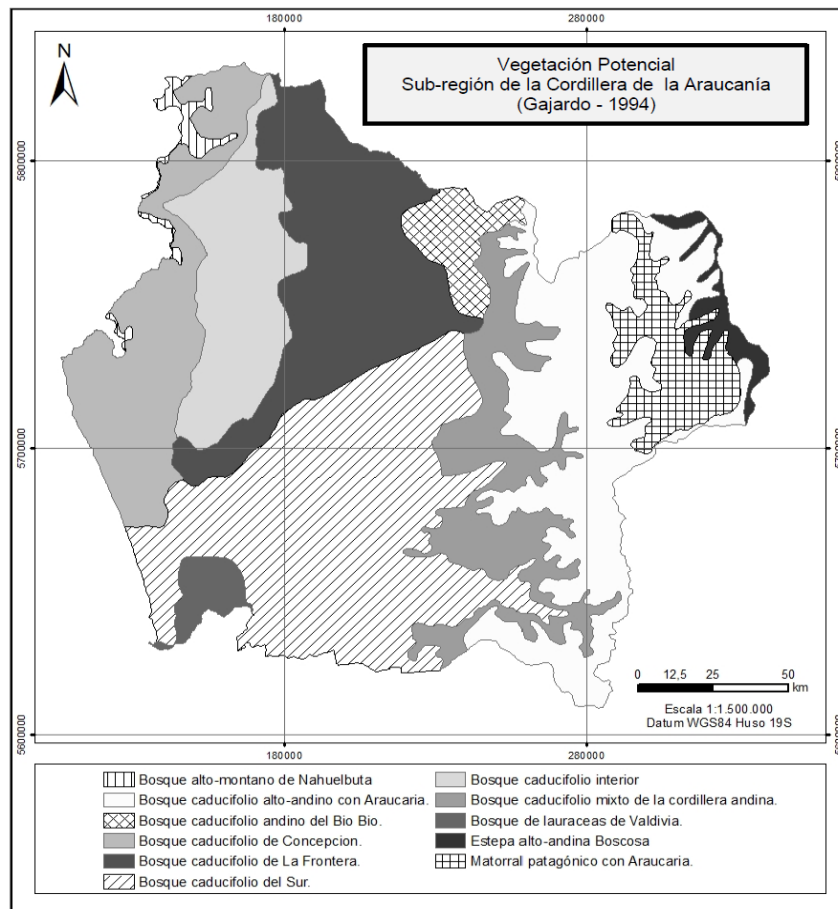 180000
280000
N
Vegetación Potencial
Sub-región de la Cordillera de la Araucanía
(Gajardo - 1994)
5800000
5800000
5700000
5700000
0 12,5 25 50
km
Escala 1:1.500.000
Datum WGS84 Huso 19S
5600000
5600000
180000
280000
Bosque alto-montano de Nahuelbuta
Bosque caducifolio alto-andino con Araucaria.
Bosque caducifolio andino del Bio Bio.
Bosque caducifolio de Concepcion.
Bosque caducifolio de La Frontera.
Bosque caducifolio del Sur.
Bosque caducifolio interior
Bosque caducifolio mixto de la cordillera andina.
Bosque de lauraceas de Valdivia.
Estepa alto-andina Boscosa
Matorral patagónico con Araucaria.